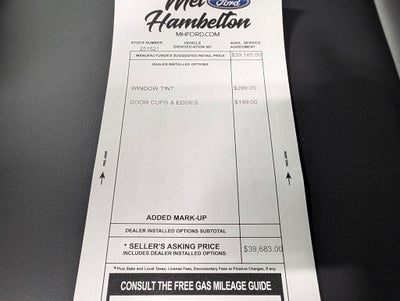 Mel
Ford
Hambelton
MHFORD.COM
STOCK NUMBER VEHICLE IDENTIFICATION NO AVAIL. SERVICE AGREEMENT
251521
MANUFACTURER'S SUGGESTED RETAIL PRICE $39,185.00
DEALER INSTALLED OPTIONS
WINDOW TINT $299.00
DOOR CUPS & EDGES $199.00
ADDED MARK-UP
DEALER INSTALLED OPTIONS SUBTOTAL
* SELLER'S ASKING PRICE $39,683.00
INCLUDES DEALER INSTALLED OPTIONS:
*Plus State and Local Taxes, License Fees, Documentary Fees or Finance Charges, if any.
CONSULT THE FREE GAS MILEAGE GUIDE